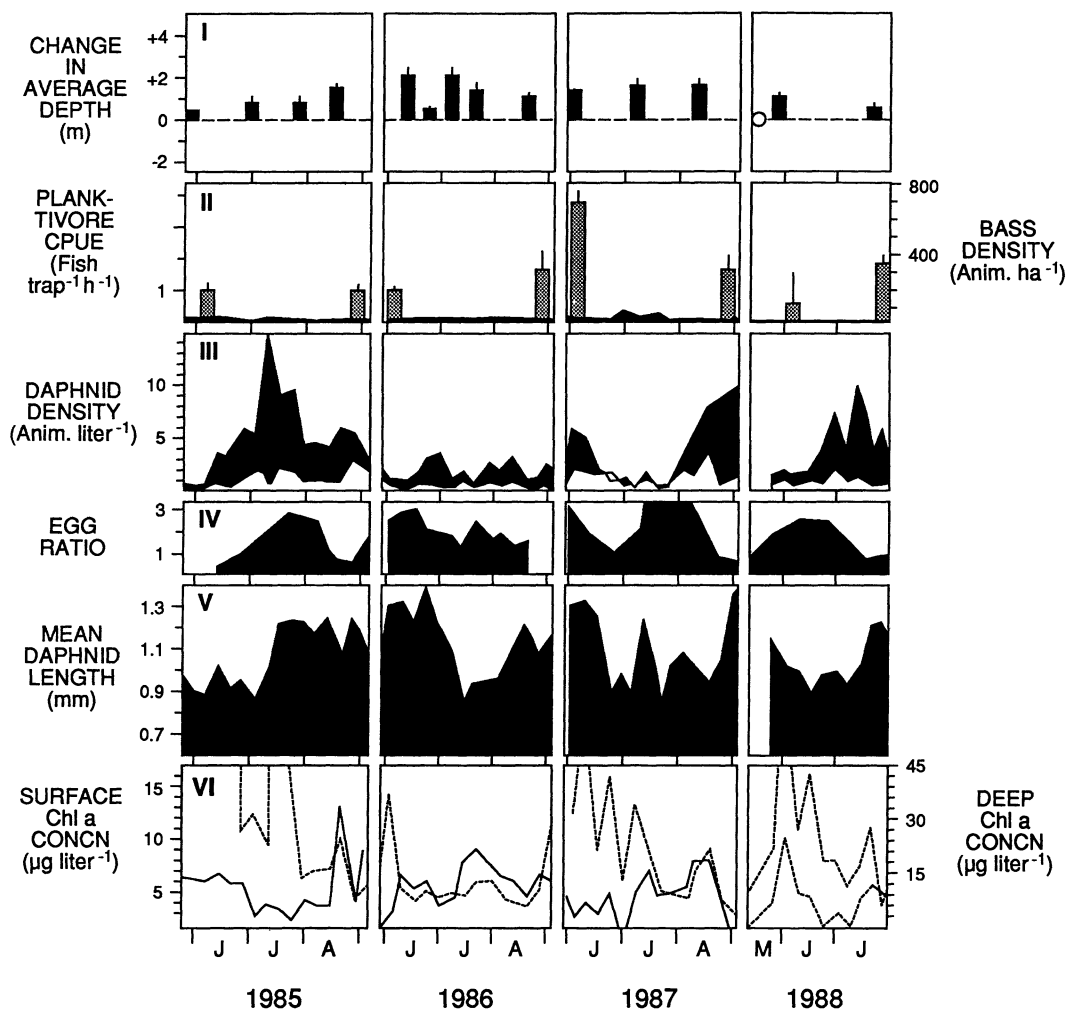 I
CHANGE
IN
AVERAGE
DEPTH
(m)
+4
+2
0
-2
II
PLANK-
TIVORE
CPUE
(Fish
trap⁻¹ h⁻¹)
1
800
400
BASS
DENSITY
(Anim. ha⁻¹)
III
DAPHNID
DENSITY
(Anim. liter⁻¹)
10
5
IV
EGG
RATIO
3
1
V
MEAN
DAPHNID
LENGTH
(mm)
1.3
1.1
0.9
0.7
VI
SURFACE
Chl a
CONCN
(µg liter⁻¹)
15
10
5
45
30
15
DEEP
Chl a
CONCN
(µg liter⁻¹)
J J A J J A J J A M J J
1985 1986 1987 1988